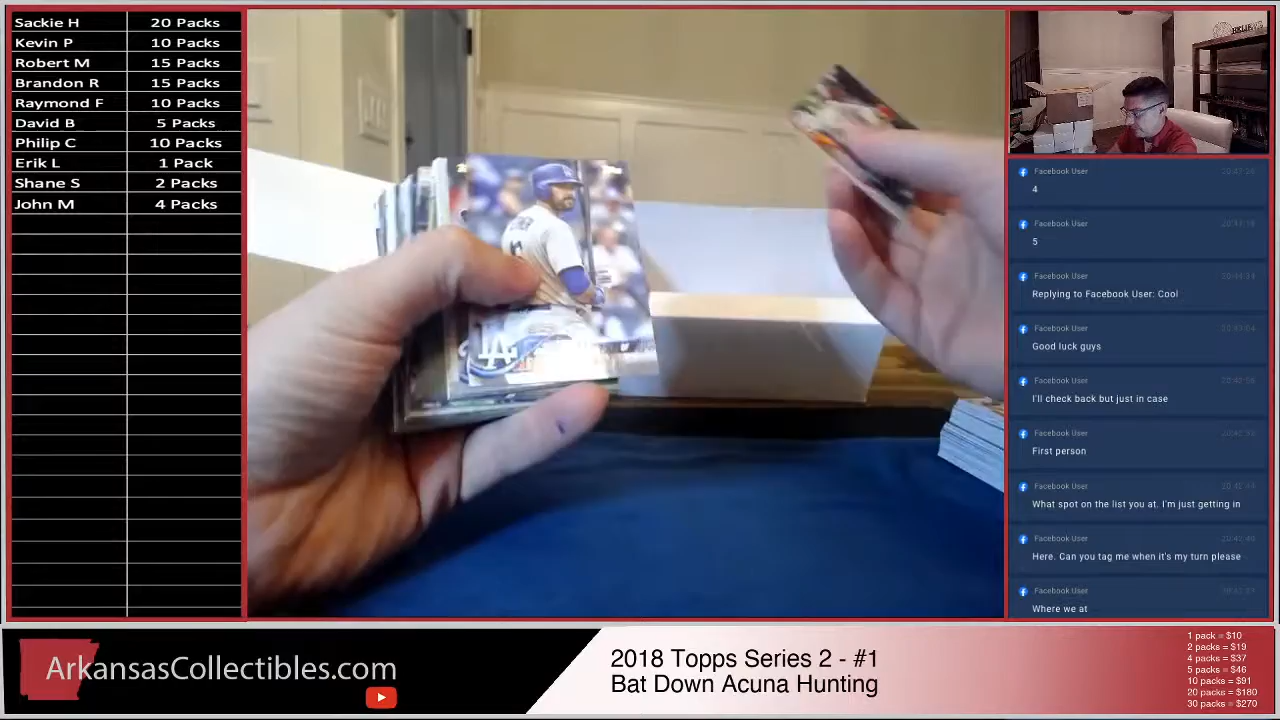 Sackie H 20 Packs
Kevin P 10 Packs
Robert M 15 Packs
Brandon R 15 Packs
Raymond F 10 Packs
David B 5 Packs
Philip C 10 Packs
Erik L 1 Pack
Shane S 2 Packs
John M 4 Packs
LA
Facebook User
4
Facebook User
5
Facebook User
Replying to Facebook User: Cool
Facebook User
Good luck guys
Facebook User
I'll check back but just in case
Facebook User
First person
Facebook User
What spot on the list you at. I'm just getting in
Facebook User
Here. Can you tag me when it's my turn please
Facebook User
Where we at
ArkansasCollectibles.com
2018 Topps Series 2 - #1
Bat Down Acuna Hunting
1 pack = $10
2 packs = $19
4 packs = $37
5 packs = $46
10 packs = $91
20 packs = $180
30 packs = $270